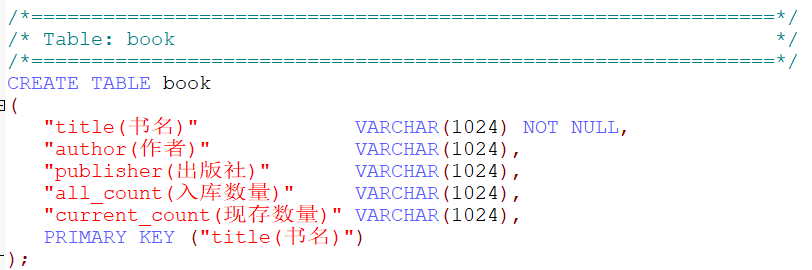 /*==============================================================*/
/* Table: book                                                  */
/*==============================================================*/
CREATE TABLE book
(
   "title(书名)"             VARCHAR(1024) NOT NULL,
   "author(作者)"            VARCHAR(1024),
   "publisher(出版社)"       VARCHAR(1024),
   "all_count(入库数量)"     VARCHAR(1024),
   "current_count(现存数量)" VARCHAR(1024),
   PRIMARY KEY ("title(书名)")
);